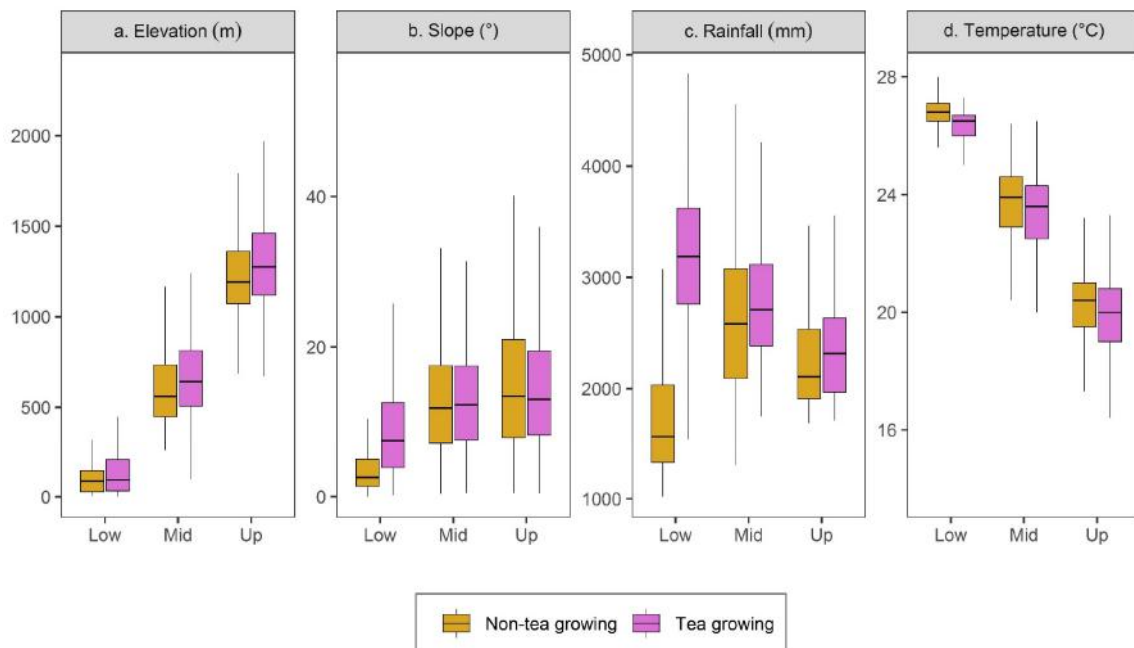 a. Elevation (m)
b. Slope (°)
c. Rainfall (mm)
d. Temperature (°C)
2000
1500
1000
500
0
Low Mid Up
40
20
0
Low Mid Up
5000
4000
3000
2000
1000
Low Mid Up
28
24
20
16
Low Mid Up
Non-tea growing
Tea growing